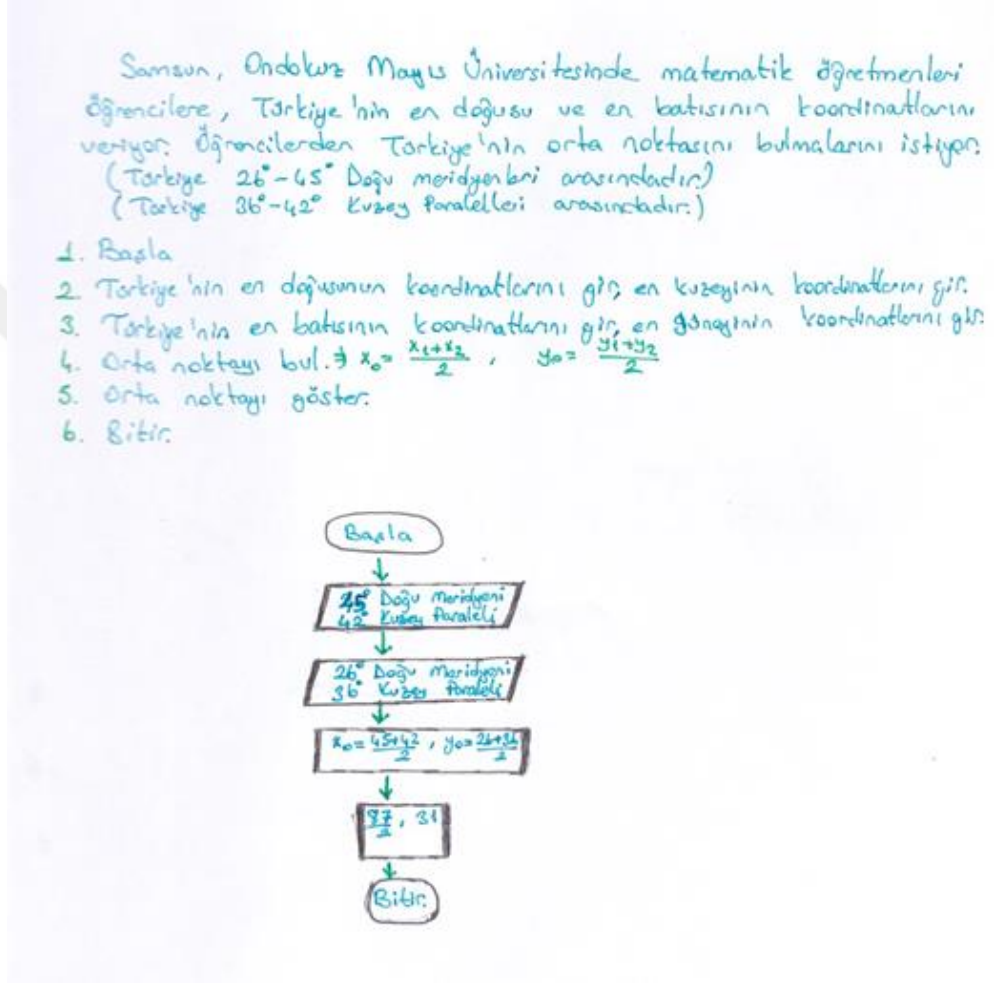 Samsun, Ondokuz Mayıs Üniversitesinde matematik öğretmenleri
öğrencilere, Türkiye'nin en doğusu ve en batısının koordinatlarını
veriyor. Öğrencilerden Türkiye'nin orta noktasını bulmalarını istiyor.
(Türkiye 26°-45° Doğu meridyenleri arasındadır.)
(Türkiye 36°-42° Kuzey Paralelleri arasındadır.)
1. Başla
2. Türkiye'nin en doğusunun koordinatlarını gir, en kuzeyinin koordinatlarını gir.
3. Türkiye'nin en batısının koordinatlarını gir, en güneyinin koordinatlarını gir.
4. Orta noktayı bul. → x₀ = (x₁+x₂)/2 , y₀ = (y₁+y₂)/2
5. Orta noktayı göster.
6. Bitir.
Başla
45° Doğu Meridyeni
42° Kuzey Paraleli
26° Doğu Meridyeni
36° Kuzey Paraleli
x₀ = (45+42)/2 , y₀ = (26+36)/2
87/2 , 31
Bitir.